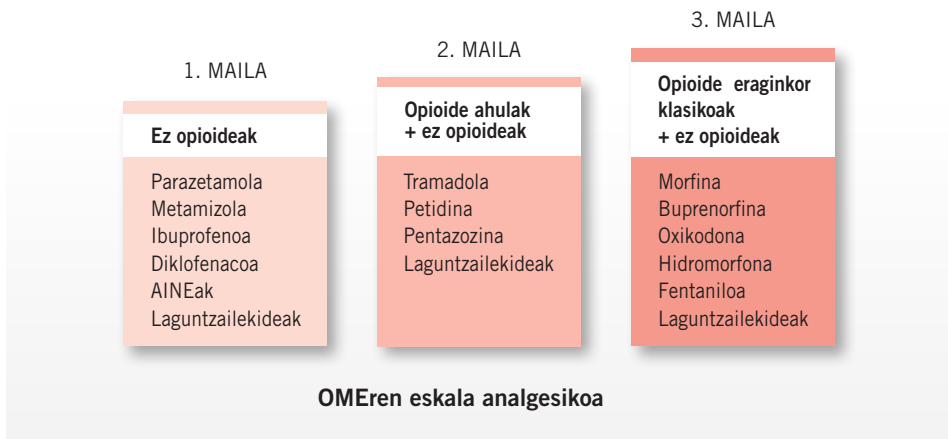 1. MAILA
Ez opioideak
Parazetamola
Metamizola
Ibuprofenoa
Diklofenacoa
AINEak
Laguntzailekideak
2. MAILA
Opioide ahulak
+ ez opioideak
Tramadola
Petidina
Pentazozina
Laguntzailekideak
3. MAILA
Opioide eraginkor
klasikoak
+ ez opioideak
Morfina
Buprenorfina
Oxikodona
Hidromorfona
Fentaniloa
Laguntzailekideak
OMEren eskala analgesikoa